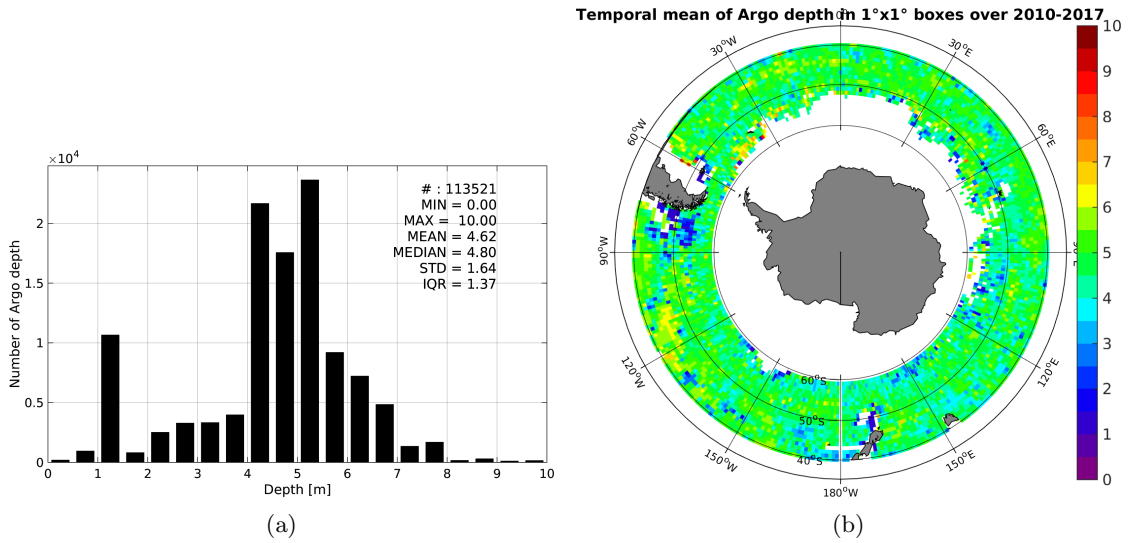 ×10⁴
2
1.5
1
0.5
0
Number of Argo depth
# : 113521
MIN = 0.00
MAX = 10.00
MEAN = 4.62
MEDIAN = 4.80
STD = 1.64
IQR = 1.37
0 1 2 3 4 5 6 7 8 9 10
Depth [m]
(a)
Temporal mean of Argo depth in 1°x1° boxes over 2010-2017
30°W
30°E
60°W
60°E
90°W
120°W
120°E
150°W
150°E
180°W
60°S
50°S
40°S
10
9
8
7
6
5
4
3
2
1
0
(b)